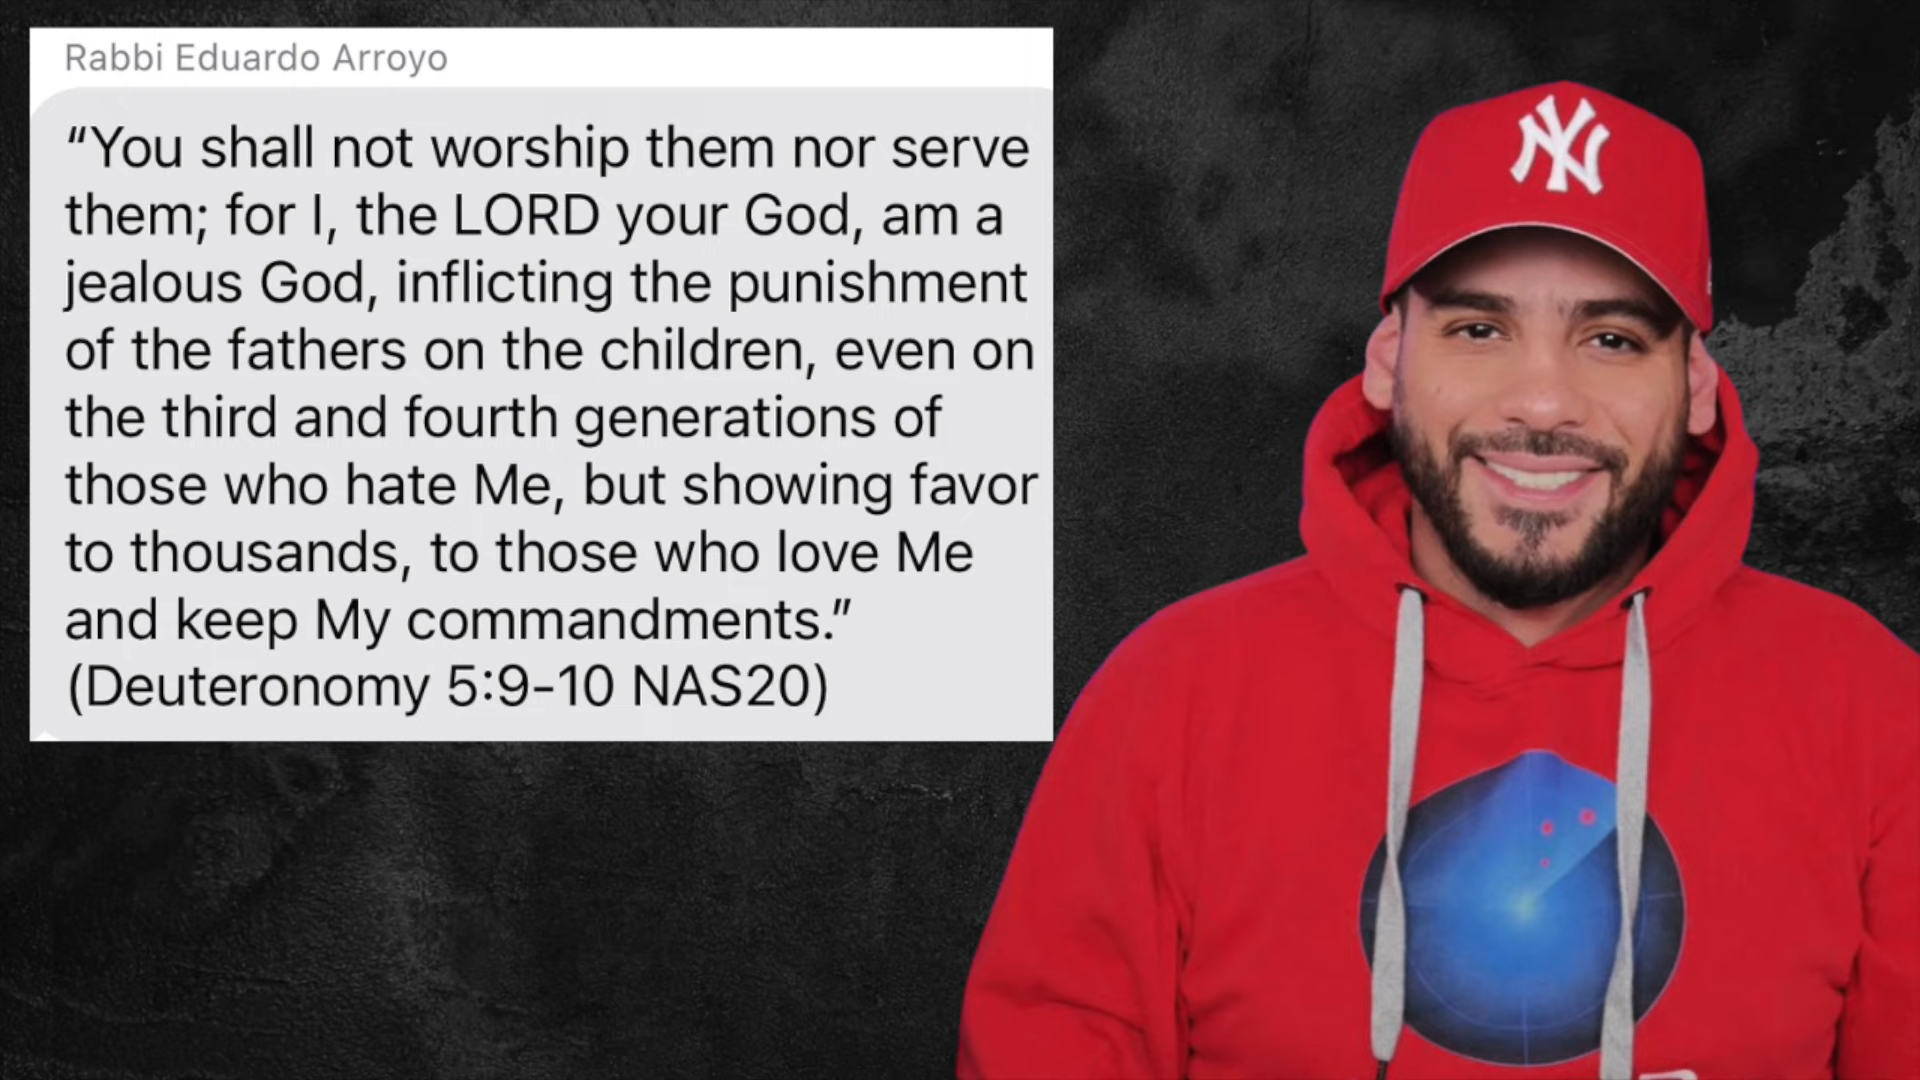 Rabbi Eduardo Arroyo
“You shall not worship them nor serve
them; for I, the LORD your God, am a
jealous God, inflicting the punishment
of the fathers on the children, even on
the third and fourth generations of
those who hate Me, but showing favor
to thousands, to those who love Me
and keep My commandments.”
(Deuteronomy 5:9-10 NAS20)
NY